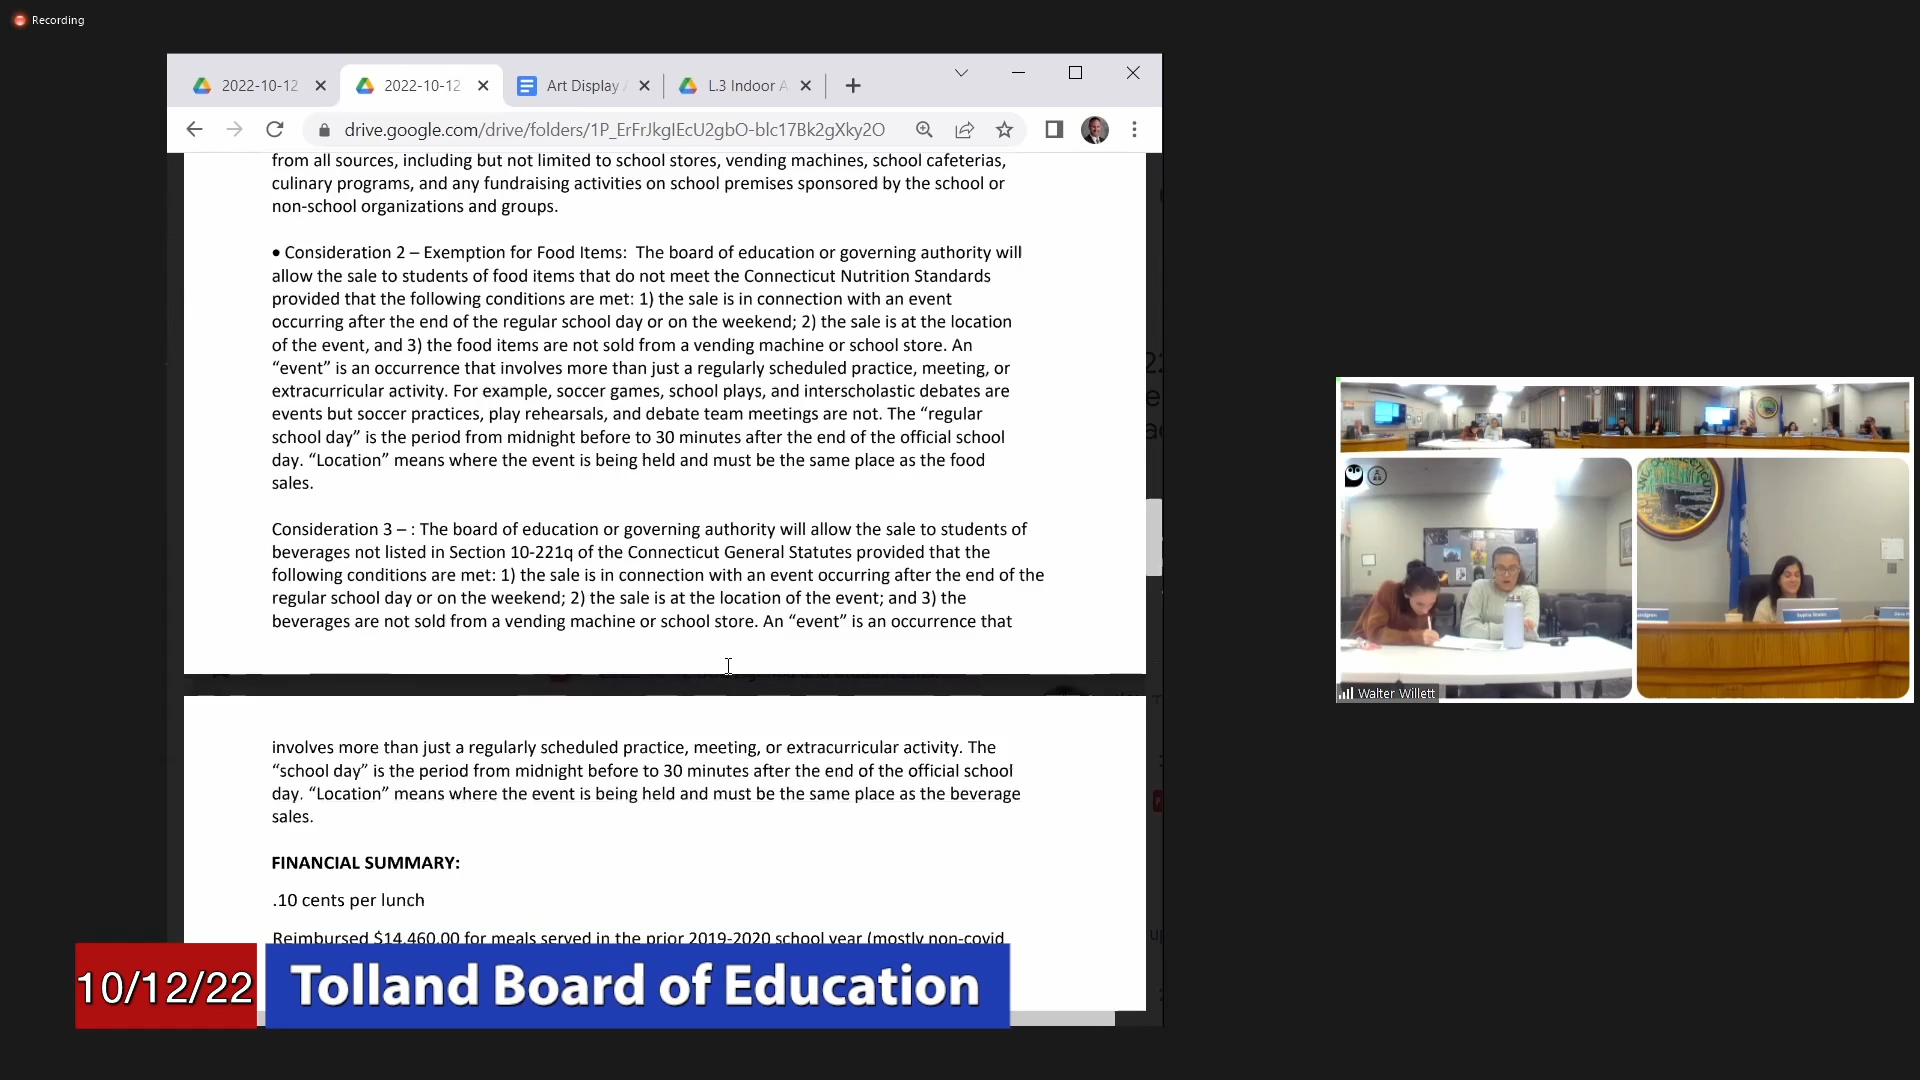 Recording
2022-10-12
2022-10-12
Art Display
L.3 Indoor A
drive.google.com/drive/folders/1P_ErFrJkgIEcU2gbO-blc17Bk2gXky2O
from all sources, including but not limited to school stores, vending machines, school cafeterias,
culinary programs, and any fundraising activities on school premises sponsored by the school or
non-school organizations and groups.
• Consideration 2 – Exemption for Food Items: The board of education or governing authority will
allow the sale to students of food items that do not meet the Connecticut Nutrition Standards
provided that the following conditions are met: 1) the sale is in connection with an event
occurring after the end of the regular school day or on the weekend; 2) the sale is at the location
of the event, and 3) the food items are not sold from a vending machine or school store. An
“event” is an occurrence that involves more than just a regularly scheduled practice, meeting, or
extracurricular activity. For example, soccer games, school plays, and interscholastic debates are
events but soccer practices, play rehearsals, and debate team meetings are not. The “regular
school day” is the period from midnight before to 30 minutes after the end of the official school
day. “Location” means where the event is being held and must be the same place as the food
sales.
Consideration 3 – : The board of education or governing authority will allow the sale to students of
beverages not listed in Section 10-221q of the Connecticut General Statutes provided that the
following conditions are met: 1) the sale is in connection with an event occurring after the end of the
regular school day or on the weekend; 2) the sale is at the location of the event; and 3) the
beverages are not sold from a vending machine or school store. An “event” is an occurrence that
involves more than just a regularly scheduled practice, meeting, or extracurricular activity. The
“school day” is the period from midnight before to 30 minutes after the end of the official school
day. “Location” means where the event is being held and must be the same place as the beverage
sales.
FINANCIAL SUMMARY:
.10 cents per lunch
Reimbursed $14,460.00 for meals served in the prior 2019-2020 school year (mostly non-covid
10/12/22
Tolland Board of Education
Walter Willett